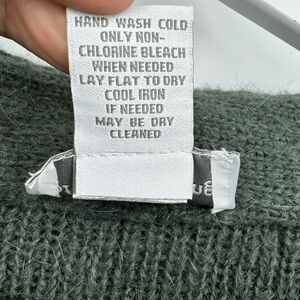 HAND WASH COLD
ONLY NON-
CHLORINE BLEACH
WHEN NEEDED
LAY FLAT TO DRY
COOL IRON
IF NEEDED
MAY BE DRY
CLEANED